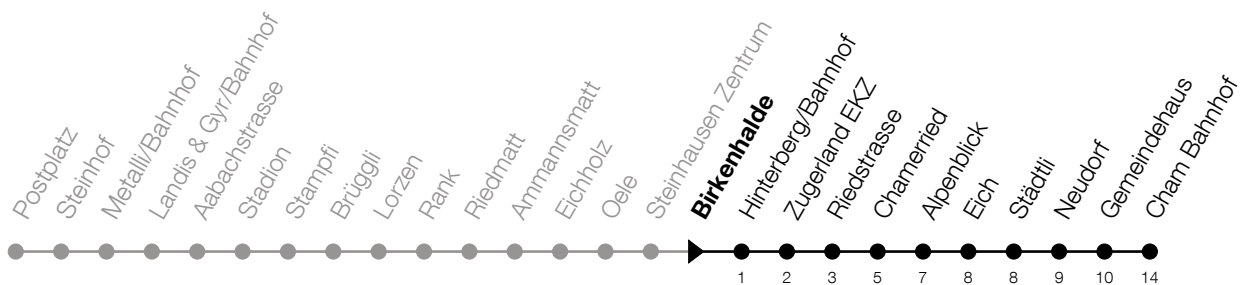 Postplatz
Steinhof
Metalli/Bahnhof
Landis & Gyr/Bahnhof
Aabachstrasse
Stadion
Stampfi
Brüggli
Lorzen
Rank
Riedmatt
Ammannsmatt
Eichholz
Oele
Steinhausen Zentrum
Birkenhalde
Hinterberg/Bahnhof
Zugerland EKZ
Riedstrasse
Chamerried
Alpenblick
Eich
Städtli
Neudorf
Gemeindehaus
Cham Bahnhof
1 2 3 5 7 8 8 9 10 14